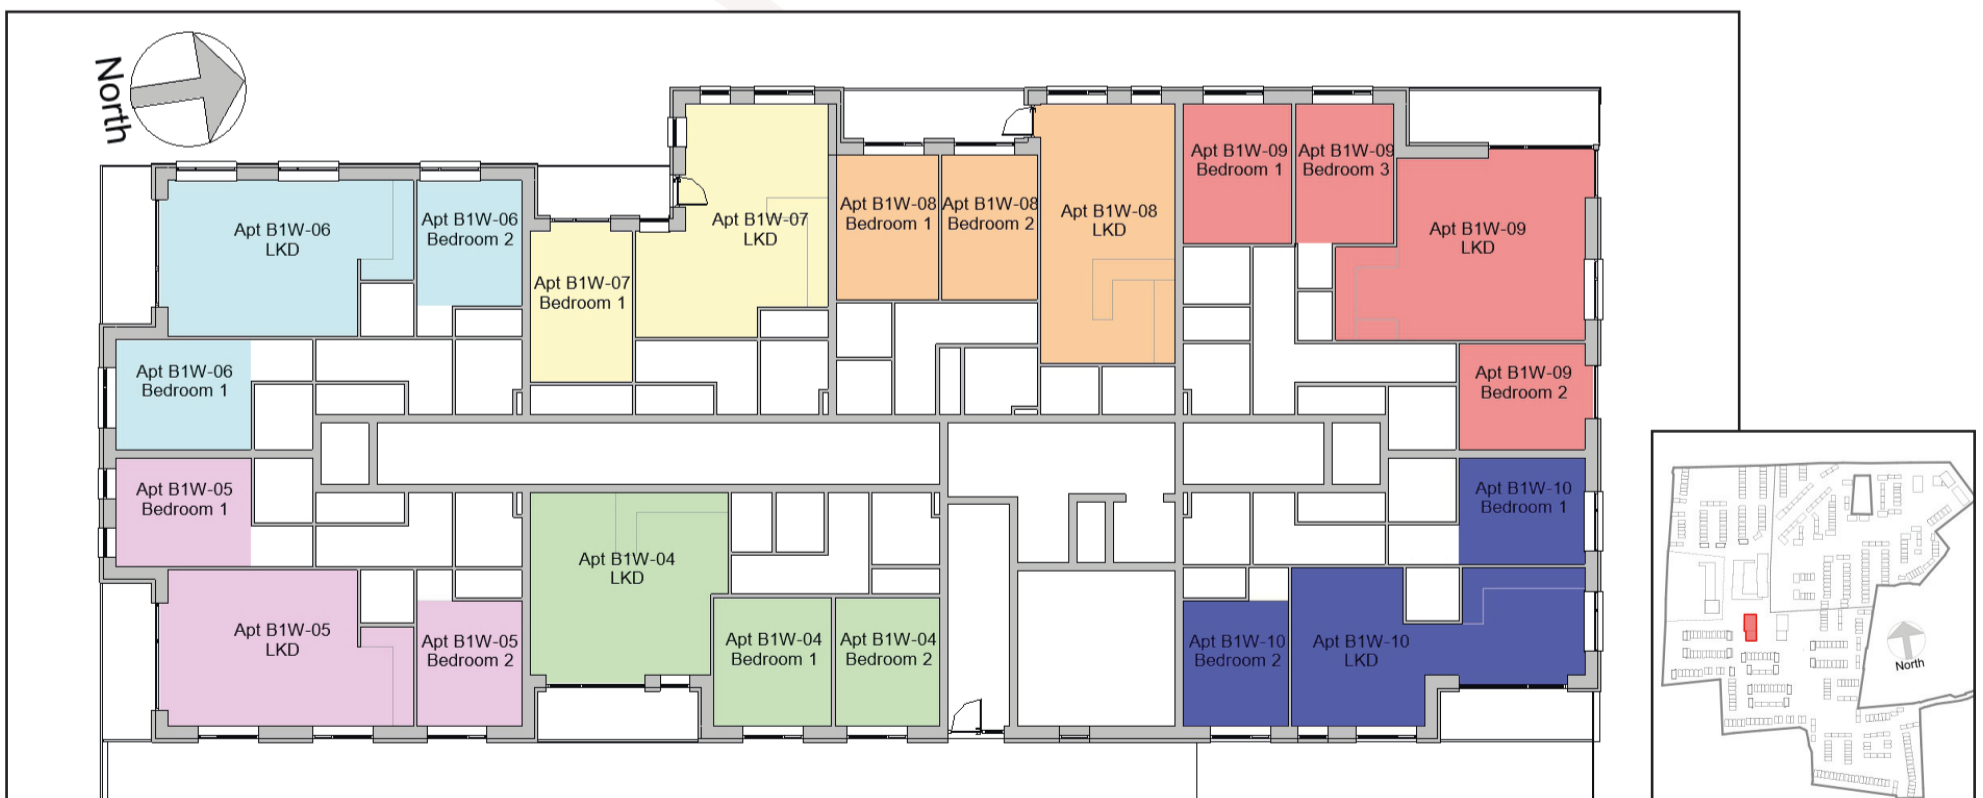 North
Apt B1W-06
LKD
Apt B1W-06
Bedroom 2
Apt B1W-07
Bedroom 1
Apt B1W-07
LKD
Apt B1W-08
Bedroom 1
Apt B1W-08
Bedroom 2
Apt B1W-08
LKD
Apt B1W-09
Bedroom 1
Apt B1W-09
Bedroom 3
Apt B1W-09
LKD
Apt B1W-06
Bedroom 1
Apt B1W-09
Bedroom 2
Apt B1W-05
Bedroom 1
Apt B1W-10
Bedroom 1
Apt B1W-05
LKD
Apt B1W-05
Bedroom 2
Apt B1W-04
LKD
Apt B1W-04
Bedroom 1
Apt B1W-04
Bedroom 2
Apt B1W-10
Bedroom 2
Apt B1W-10
LKD
North